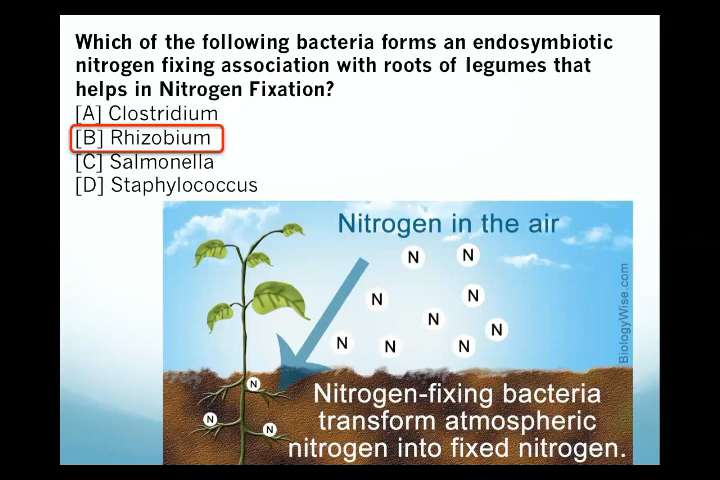 Which of the following bacteria forms an endosymbiotic
nitrogen fixing association with roots of legumes that
helps in Nitrogen Fixation?
[A] Clostridium
[B] Rhizobium
[C] Salmonella
[D] Staphylococcus
Nitrogen in the air
N
N
N
N
N
N
N
N
N
BiologyWise.com
N
N
N
Nitrogen-fixing bacteria
transform atmospheric
nitrogen into fixed nitrogen.